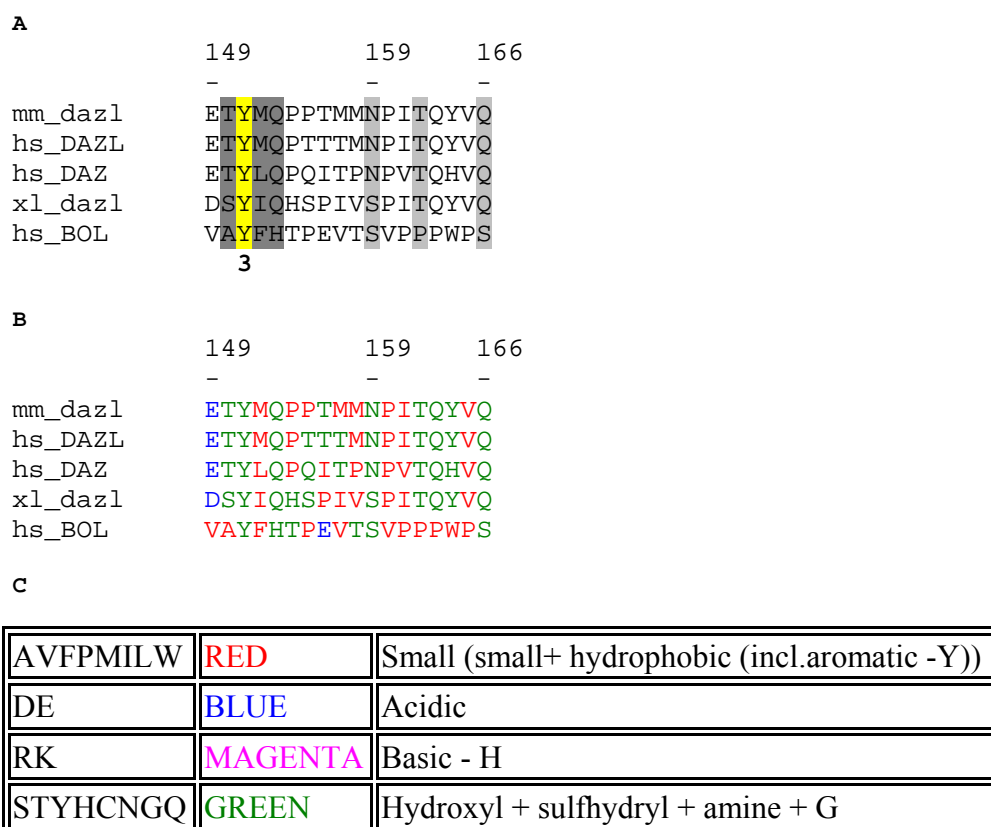 A
149 159 166
- - -
mm_dazl ETYMQPPTMMNPITQYVQ
hs_DAZL ETYMQPTTTMNPITQYVQ
hs_DAZ ETYLQPQITPNPVTQHVQ
xl_dazl DSYIQHSPIVSPITQYVQ
hs_BOL VAYFHTPEVTSVPPPWPS
3
B
149 159 166
- - -
mm_dazl ETYMQPPTMMNPITQYVQ
hs_DAZL ETYMQPTTTMNPITQYVQ
hs_DAZ ETYLQPQITPNPVTQHVQ
xl_dazl DSYIQHSPIVSPITQYVQ
hs_BOL VAYFHTPEVTSVPPPWPS
C
AVFPMILW RED Small (small+ hydrophobic (incl.aromatic -Y))
DE BLUE Acidic
RK MAGENTA Basic - H
STYHCNGQ GREEN Hydroxyl + sulfhydryl + amine + G